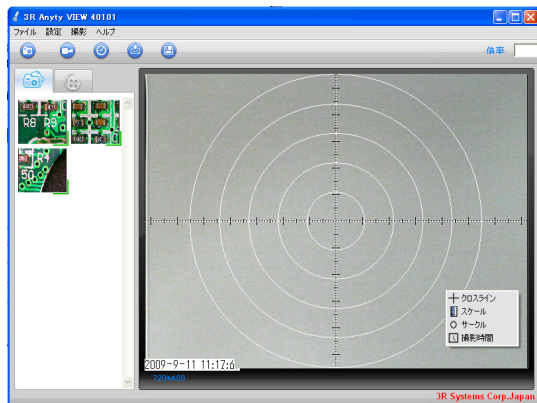 3R Anyty VIEW 40101
ファイル 設定 撮影 ヘルプ
倍率
R8 R9
R4
50
クロスライン
スケール
サークル
撮影時間
2009-9-11 11:17:6
720*480
3R Systems Corp.Japan